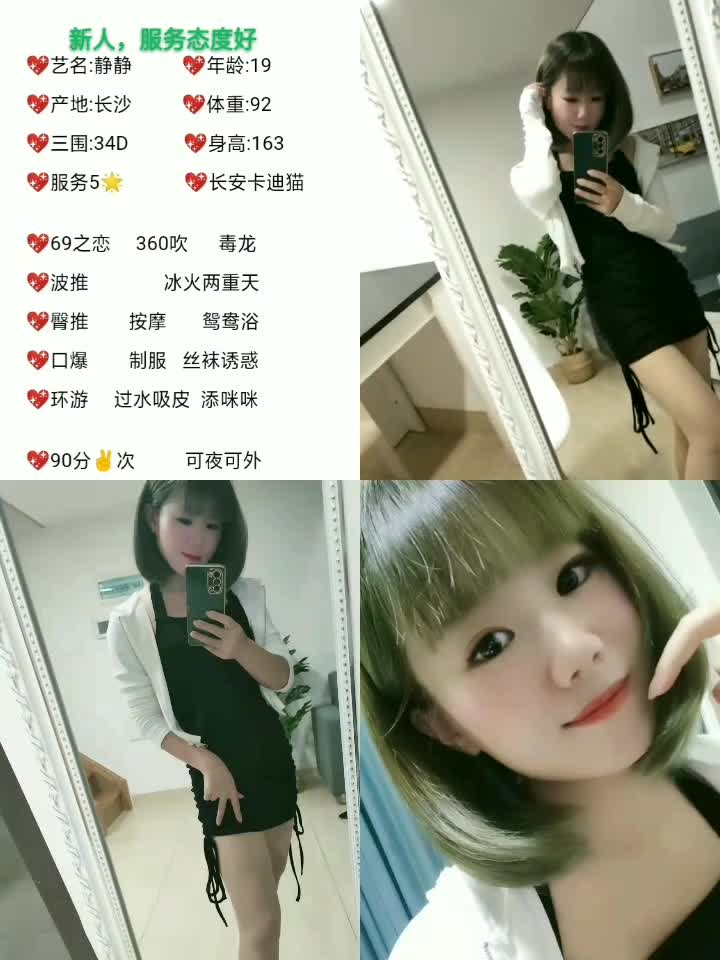 新人，服务态度好
💖艺名:静静 💖年龄:19
💖产地:长沙 💖体重:92
💖三围:34D 💖身高:163
💖服务5🌟 💖长安卡迪猫
💖69之恋 360吹 毒龙
💖波推 冰火两重天
💖臀推 按摩 鸳鸯浴
💖口爆 制服 丝袜诱惑
💖环游 过水吸皮 添咪咪
💖90分✌️次 可夜可外